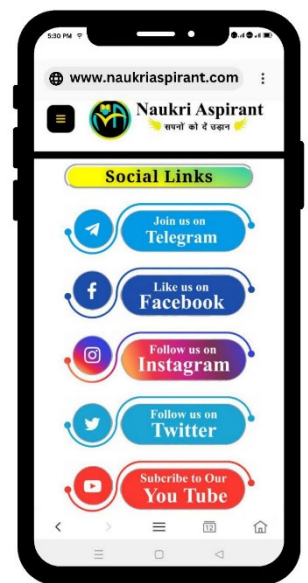 5:30 PM
www.naukriaspirant.com
Naukri Aspirant
सपनों को दें उड़ान
Social Links
Join us on
Telegram
Like us on
Facebook
Follow us on
Instagram
Follow us on
Twitter
Subcribe to Our
You Tube
12